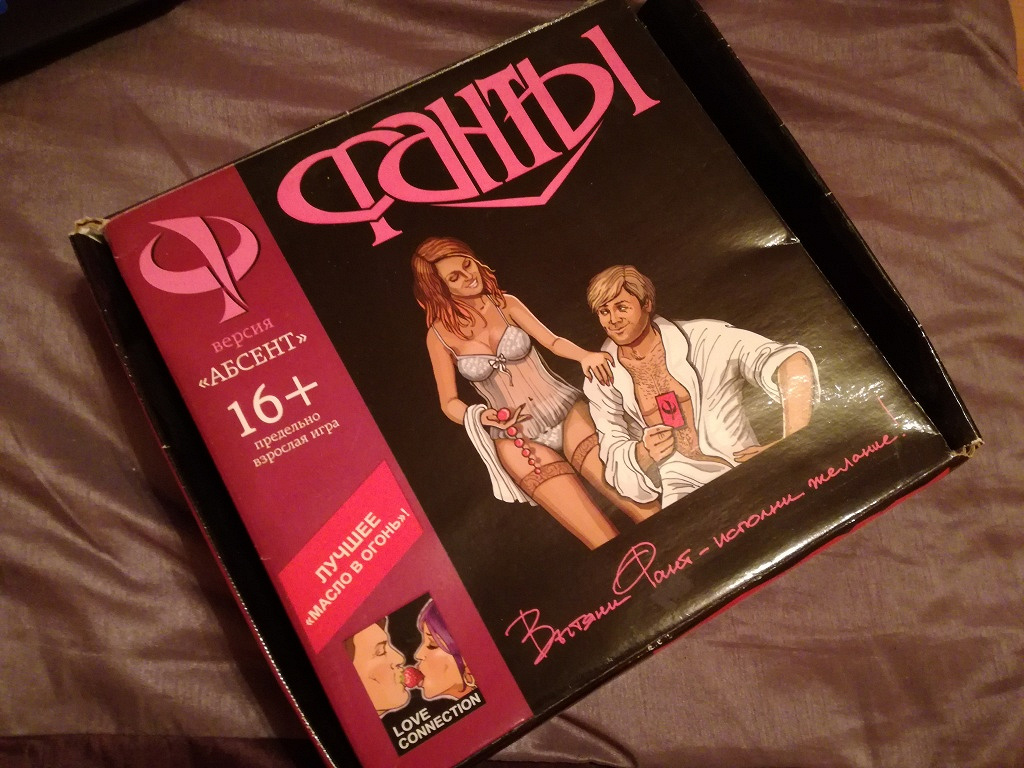 ФАНТЫ
версия
«АБСЕНТ»
16+
предельно
взрослая игра
ЛУЧШЕЕ
«МАСЛО В ОГОНЬ»!
LOVE
CONNECTION
Вытяни Фант - исполни желание!